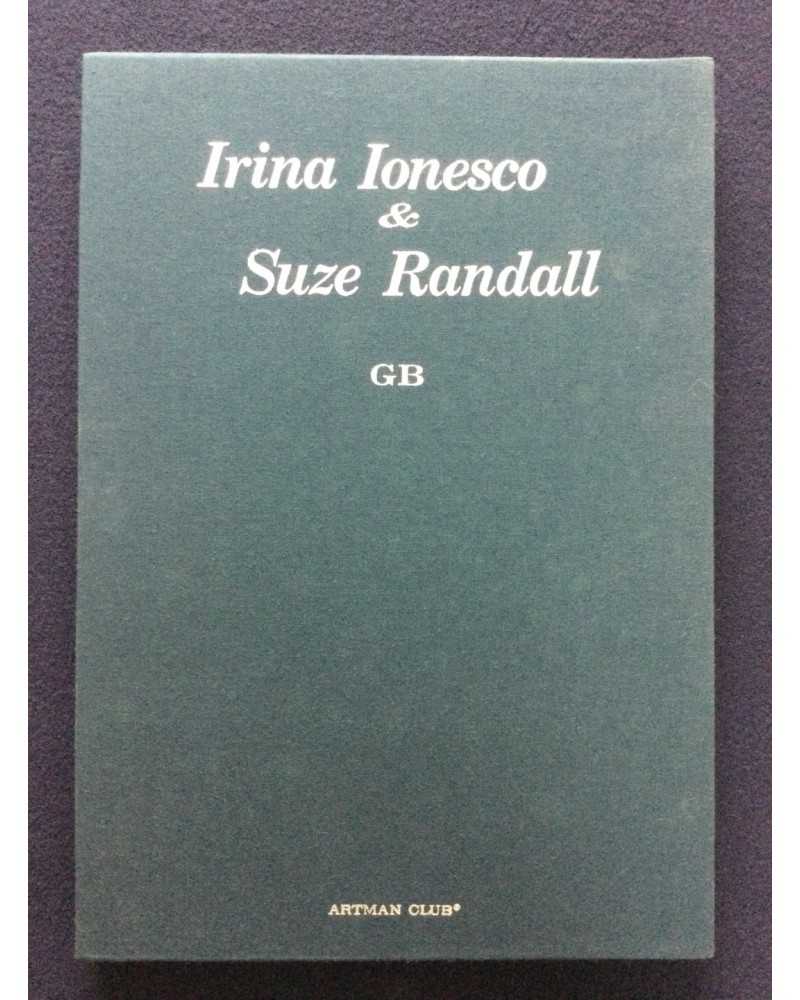 Irina Ionesco
&
Suze Randall
GB
ARTMAN CLUB®